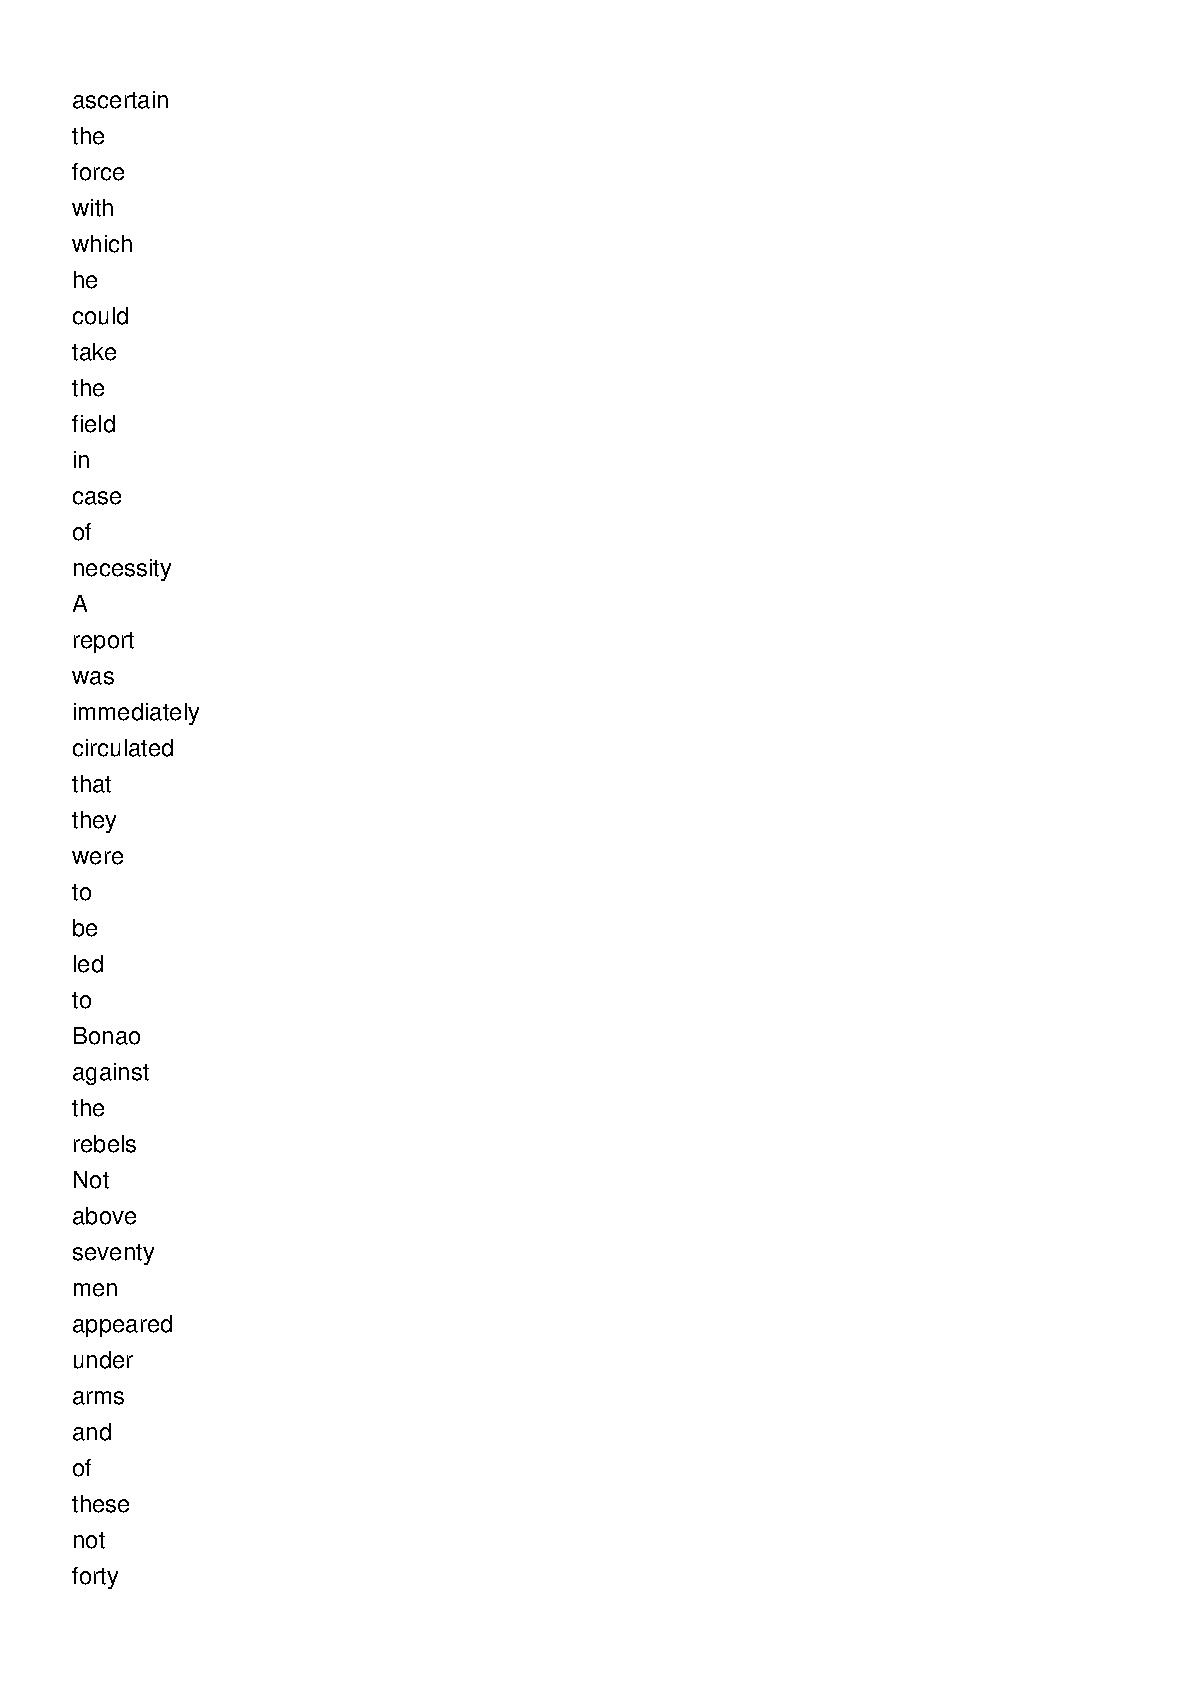 ascertain
the
force
with
which
he
could
take
the
field
in
case
of
necessity
A
report
was
immediately
circulated
that
they
were
to
be
led
to
Bonao
against
the
rebels
Not
above
seventy
men
appeared
under
arms
and
of
these
not
forty